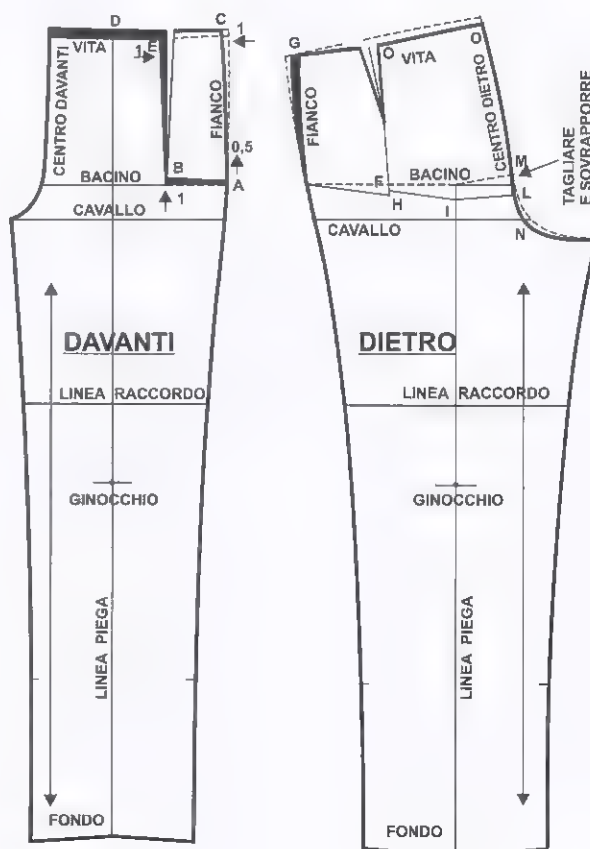 D
C
1
VITA
E
1
CENTRO DAVANTI
FIANCO
0,5
B
BACINO
A
1
CAVALLO
DAVANTI
LINEA RACCORDO
GINOCCHIO
LINEA PIEGA
FONDO
G
O
O
VITA
FIANCO
CENTRO DIETRO
TAGLIARE
E SOVRAPPORRE
M
BACINO
F
L
H
I
N
CAVALLO
DIETRO
LINEA RACCORDO
GINOCCHIO
LINEA PIEGA
FONDO